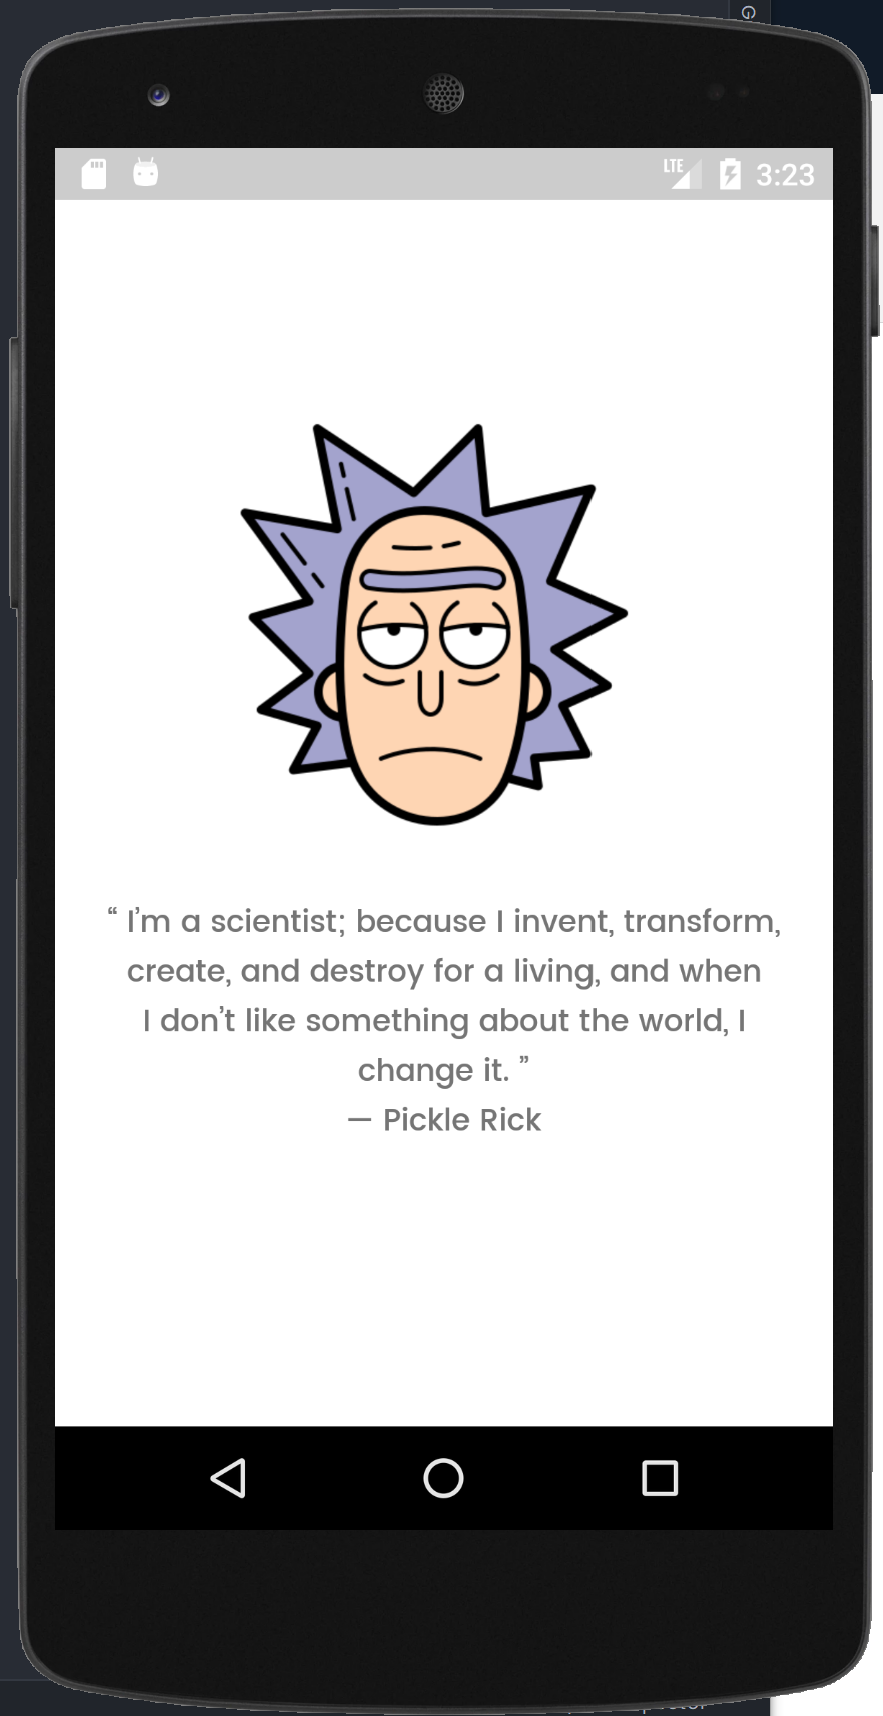 LTE 3:23
“ I’m a scientist; because I invent, transform,
create, and destroy for a living, and when
I don’t like something about the world, I
change it. ”
— Pickle Rick